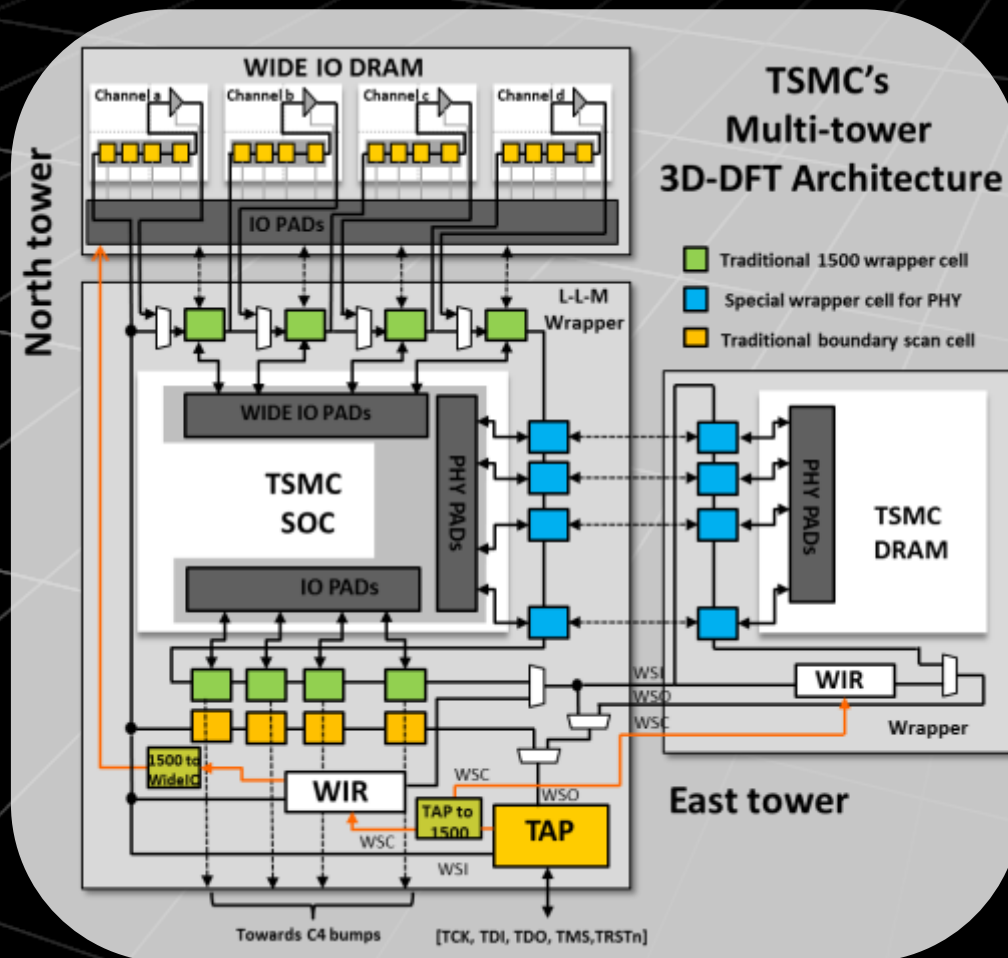 WIDE IO DRAM
Channel a
Channel b
Channel c
Channel d
IO PADs
North tower
TSMC's
Multi-tower
3D-DFT Architecture
Traditional 1500 wrapper cell
Special wrapper cell for PHY
Traditional boundary scan cell
L-L-M
Wrapper
WIDE IO PADs
PHY PADs
TSMC
SOC
IO PADs
PHY PADs
TSMC
DRAM
WSI
WSO
WSC
WIR
Wrapper
East tower
1500 to
WideIO
WIR
WSC
WSO
TAP to
1500
TAP
WSC
WSI
Towards C4 bumps
[TCK, TDI, TDO, TMS,TRSTn]